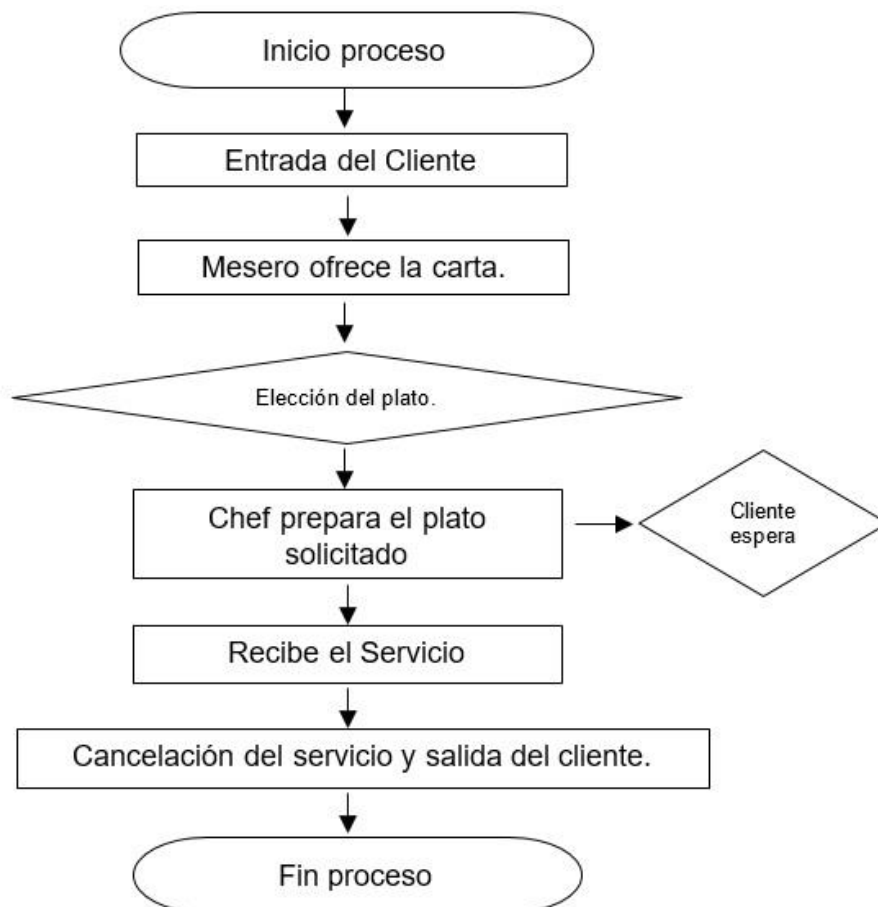 Inicio proceso
Entrada del Cliente
Mesero ofrece la carta.
Elección del plato.
Chef prepara el plato
solicitado
Cliente
espera
Recibe el Servicio
Cancelación del servicio y salida del cliente.
Fin proceso